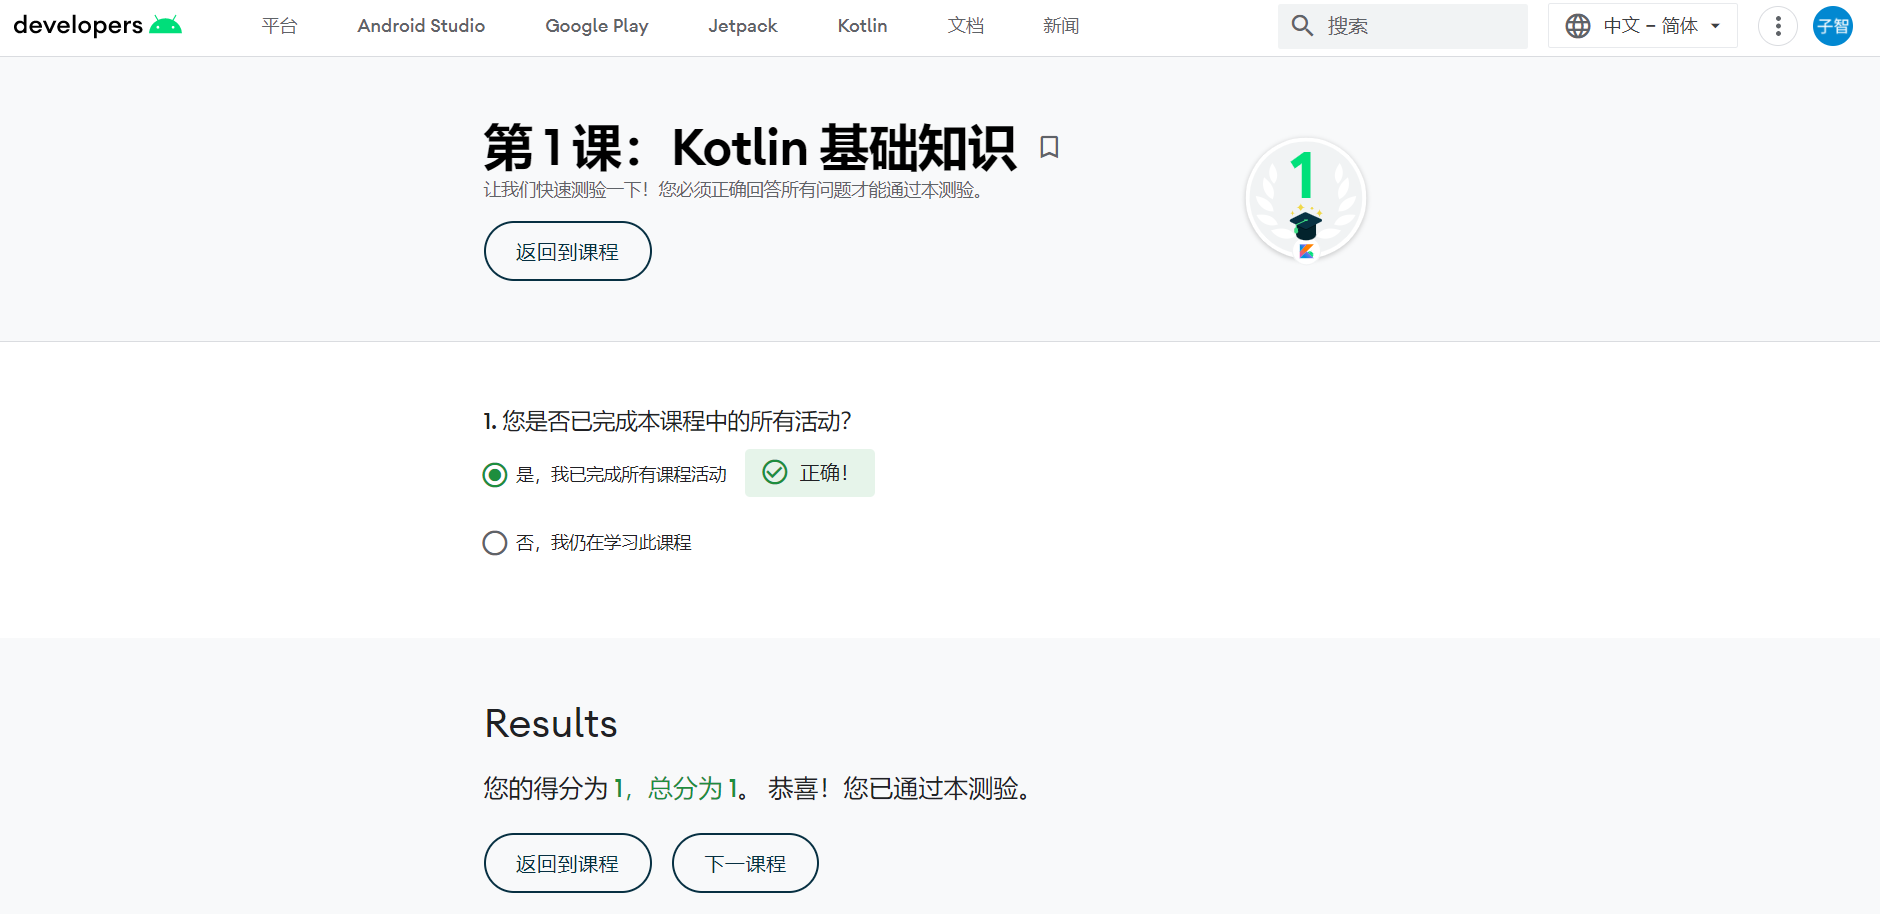 developers 平台 Android Studio Google Play Jetpack Kotlin 文档 新闻 搜索 中文 – 简体 子智
第 1 课：Kotlin 基础知识
1
让我们快速测验一下！您必须正确回答所有问题才能通过本测验。
返回到课程
1. 您是否已完成本课程中的所有活动？
是，我已完成所有课程活动 正确！
否，我仍在学习此课程
Results
您的得分为 1，总分为 1。 恭喜！您已通过本测验。
返回到课程 下一课程